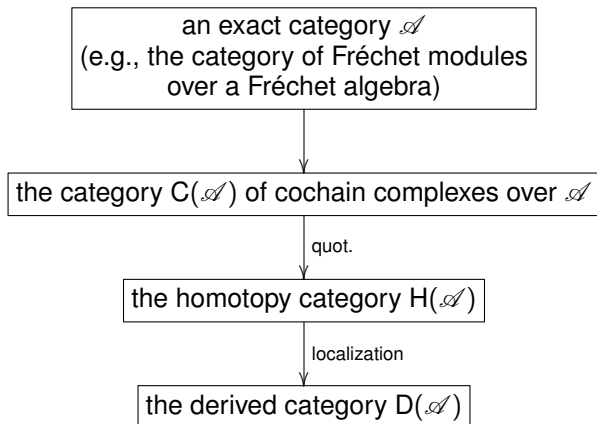 an exact category 𝒜
(e.g., the category of Fréchet modules
over a Fréchet algebra)
the category C(𝒜) of cochain complexes over 𝒜
quot.
the homotopy category H(𝒜)
localization
the derived category D(𝒜)